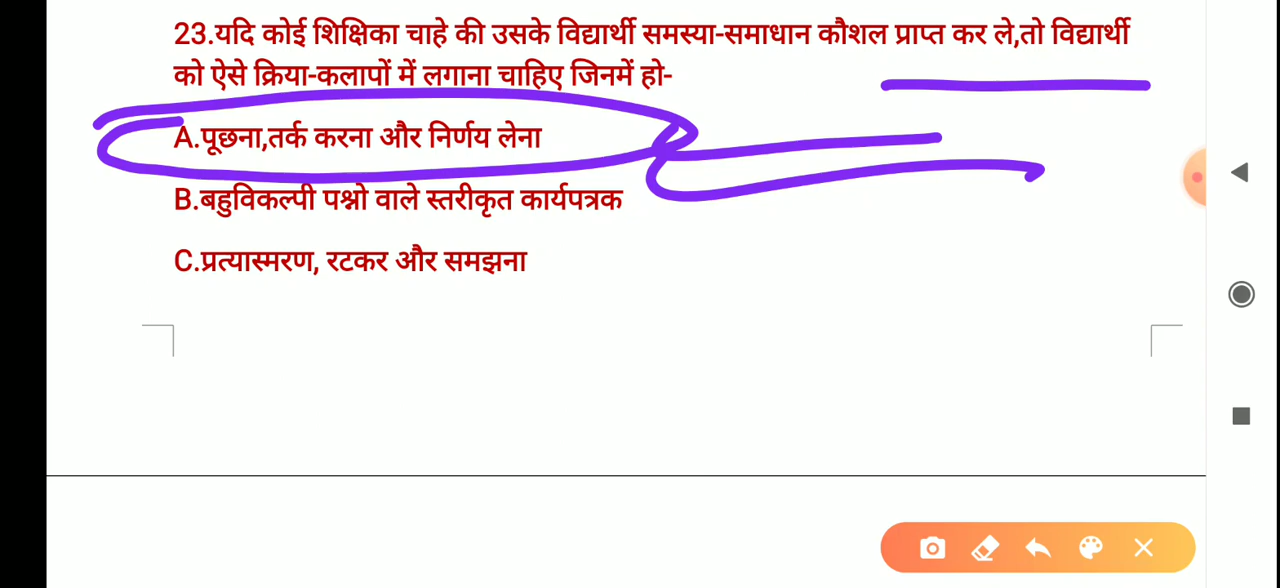 23.यदि कोई शिक्षिका चाहे की उसके विद्यार्थी समस्या-समाधान कौशल प्राप्त कर ले,तो विद्यार्थी
को ऐसे क्रिया-कलापों में लगाना चाहिए जिनमें हो-
A.पूछना,तर्क करना और निर्णय लेना
B.बहुविकल्पी पश्नो वाले स्तरीकृत कार्यपत्रक
C.प्रत्यास्मरण, रटकर और समझना